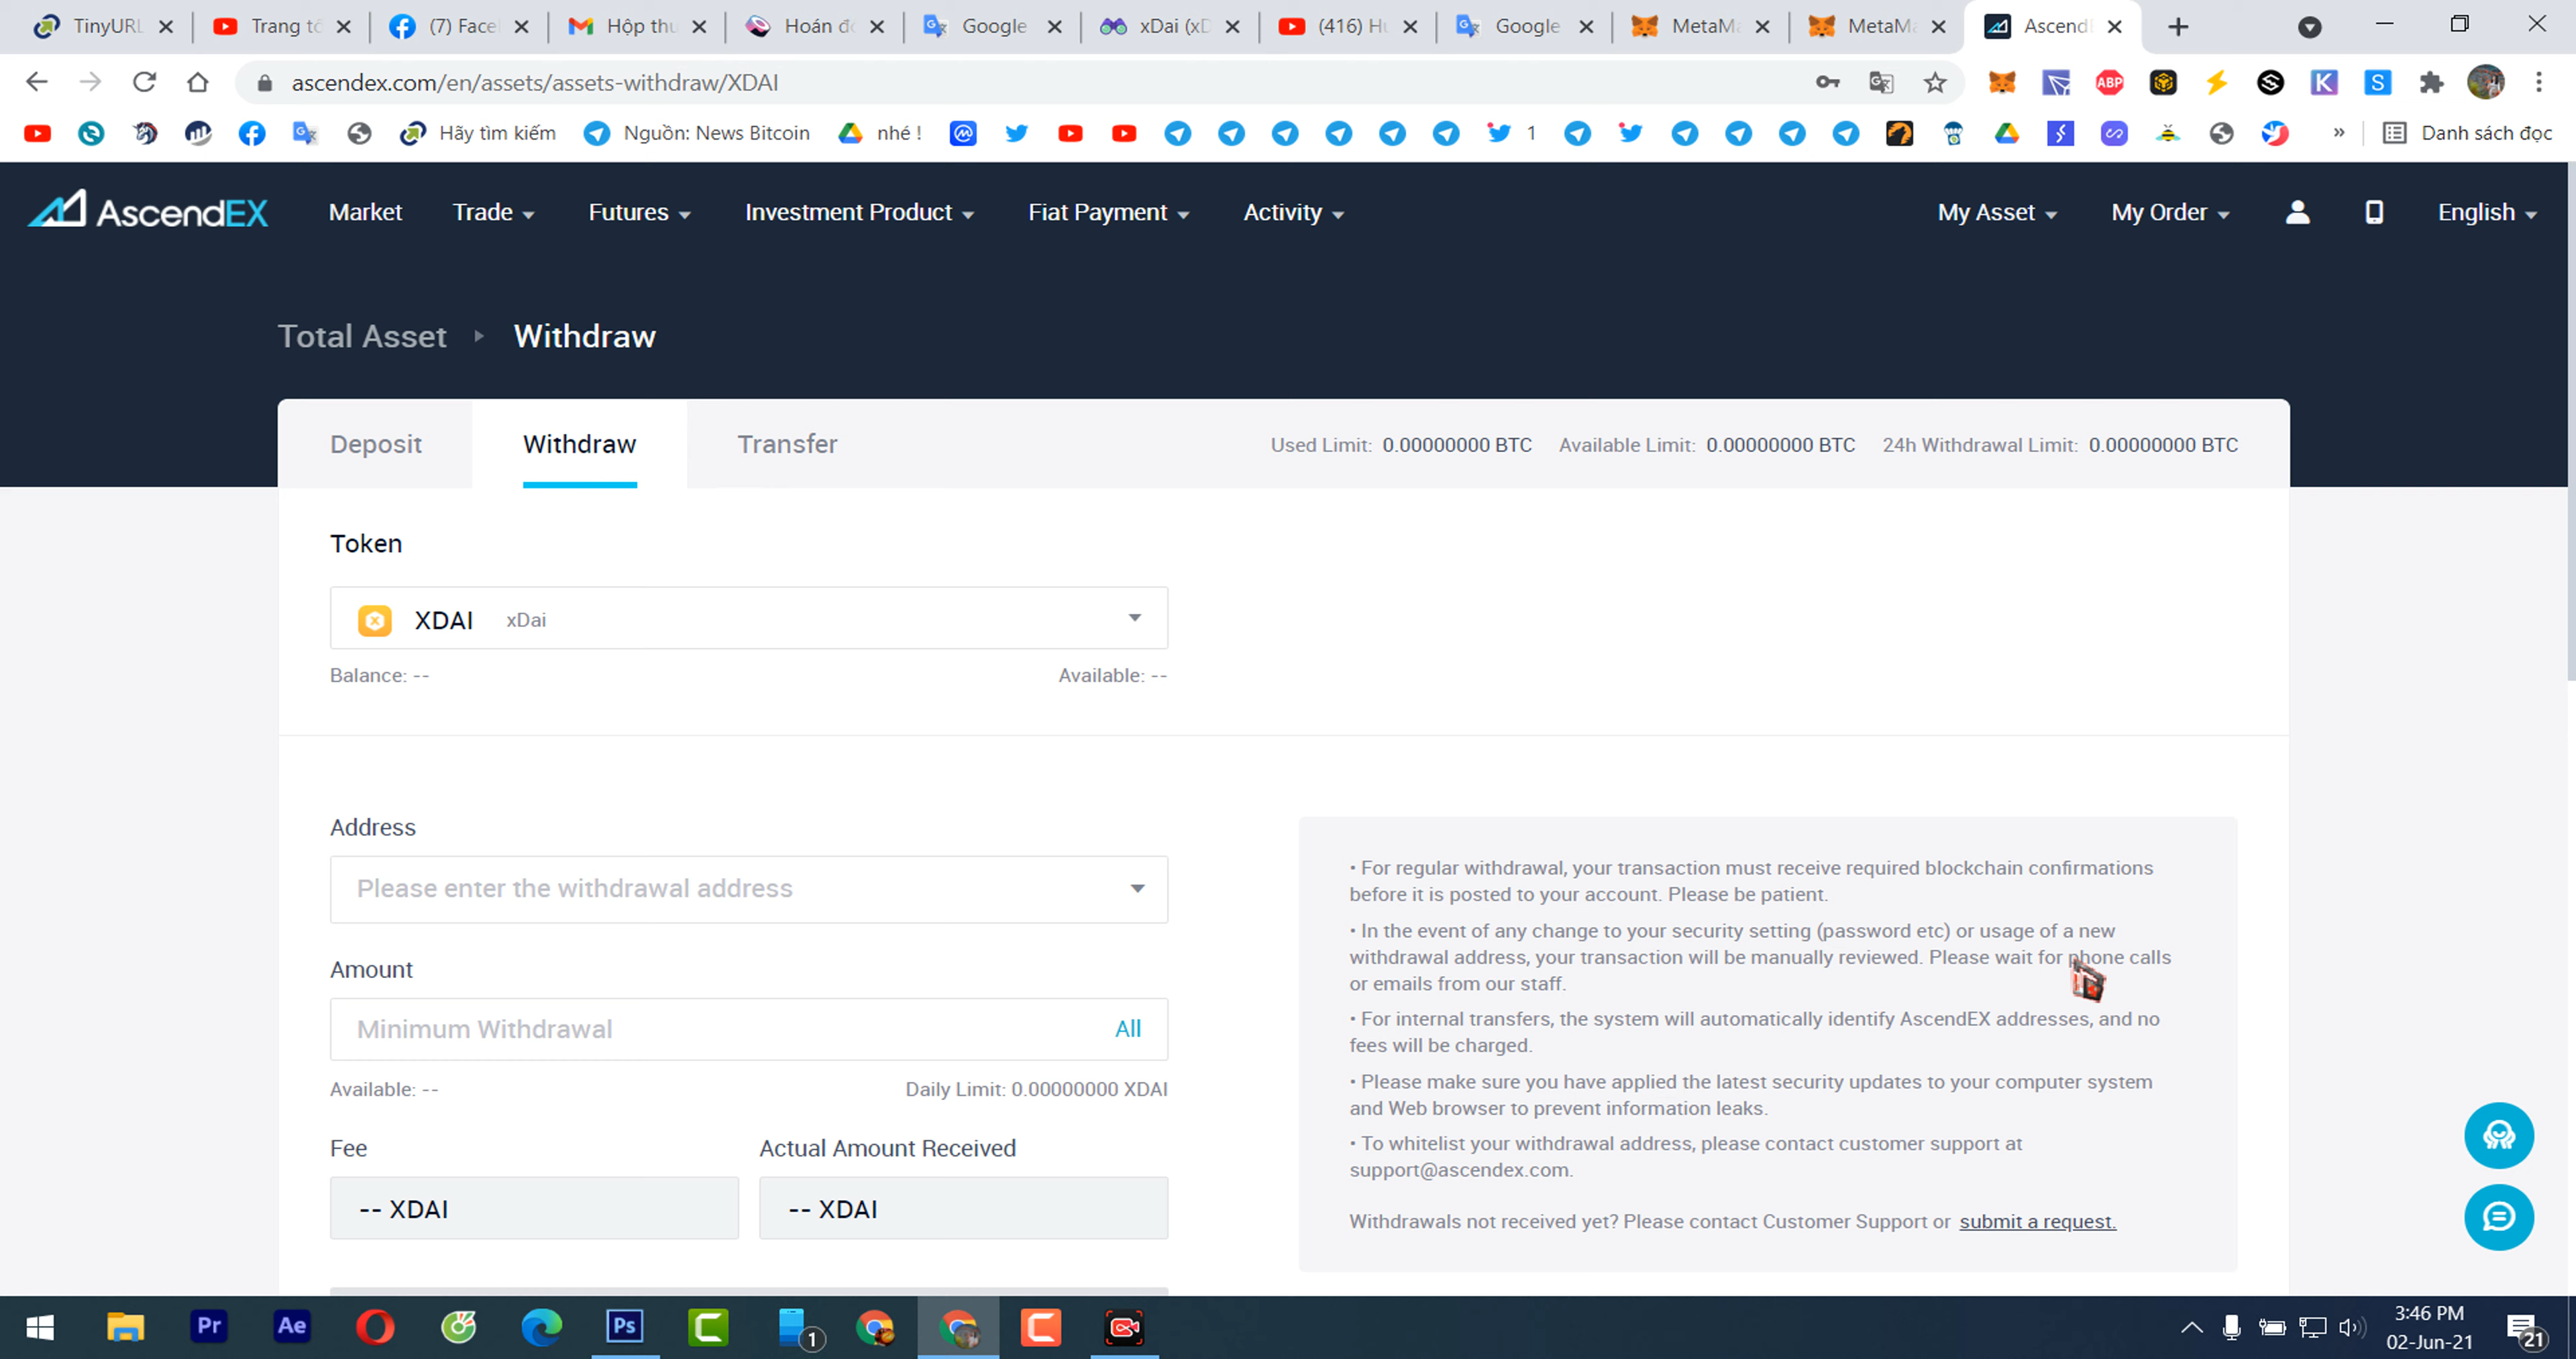 TinyURL
Trang tổ
(7) Face
Hộp thu
Hoán đổ
Google
xDai (xD
(416) Hu
Google
MetaMa
MetaMa
AscendE
ascendex.com/en/assets/assets-withdraw/XDAI
ABP
K
S
Hãy tìm kiếm
Nguồn: News Bitcoin
nhé !
1
»
Danh sách đọc
AscendEX
Market
Trade
Futures
Investment Product
Fiat Payment
Activity
My Asset
My Order
English
Total Asset
Withdraw
Deposit
Withdraw
Transfer
Used Limit: 0.00000000 BTC
Available Limit: 0.00000000 BTC
24h Withdrawal Limit: 0.00000000 BTC
Token
XDAI xDai
Balance: --
Available: --
Address
Please enter the withdrawal address
Amount
Minimum Withdrawal
All
Available: --
Daily Limit: 0.00000000 XDAI
Fee
Actual Amount Received
-- XDAI
-- XDAI
• For regular withdrawal, your transaction must receive required blockchain confirmations
before it is posted to your account. Please be patient.
• In the event of any change to your security setting (password etc) or usage of a new
withdrawal address, your transaction will be manually reviewed. Please wait for phone calls
or emails from our staff.
• For internal transfers, the system will automatically identify AscendEX addresses, and no
fees will be charged.
• Please make sure you have applied the latest security updates to your computer system
and Web browser to prevent information leaks.
• To whitelist your withdrawal address, please contact customer support at
support@ascendex.com.
Withdrawals not received yet? Please contact Customer Support or submit a request.
Pr
Ae
Ps
1
3:46 PM
02-Jun-21
21